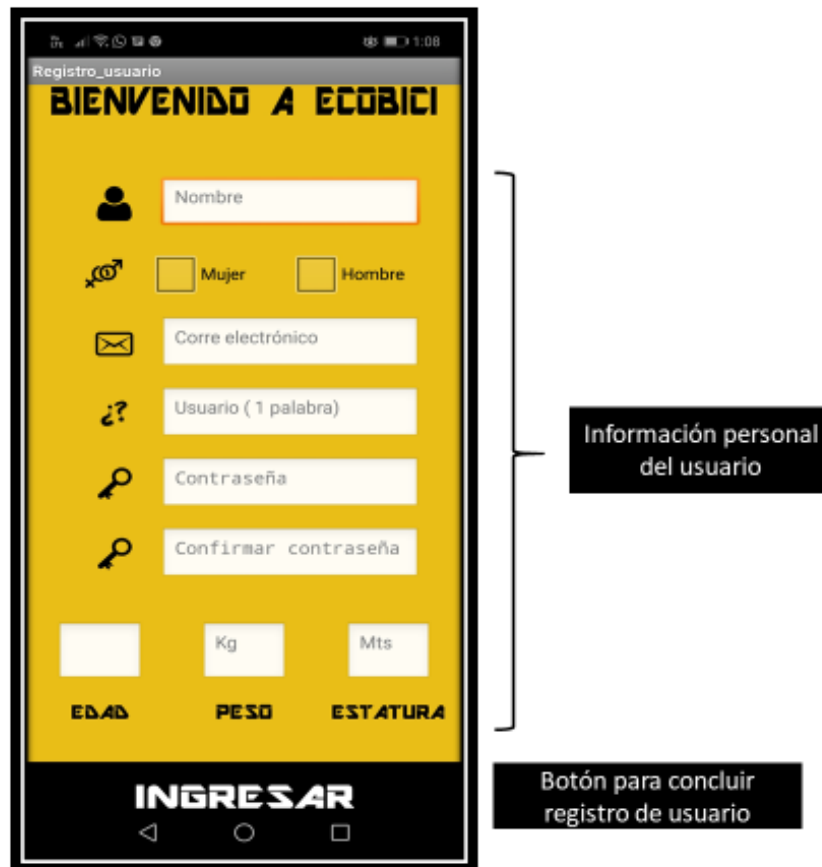 1:08
Registro_usuario
BIENVENIDO A ECOBICI
Nombre
Mujer Hombre
Corre electrónico
¿?
Usuario ( 1 palabra)
Contraseña
Confirmar contraseña
Kg Mts
EDAD PESO ESTATURA
INGRESAR
Información personal
del usuario
Botón para concluir
registro de usuario